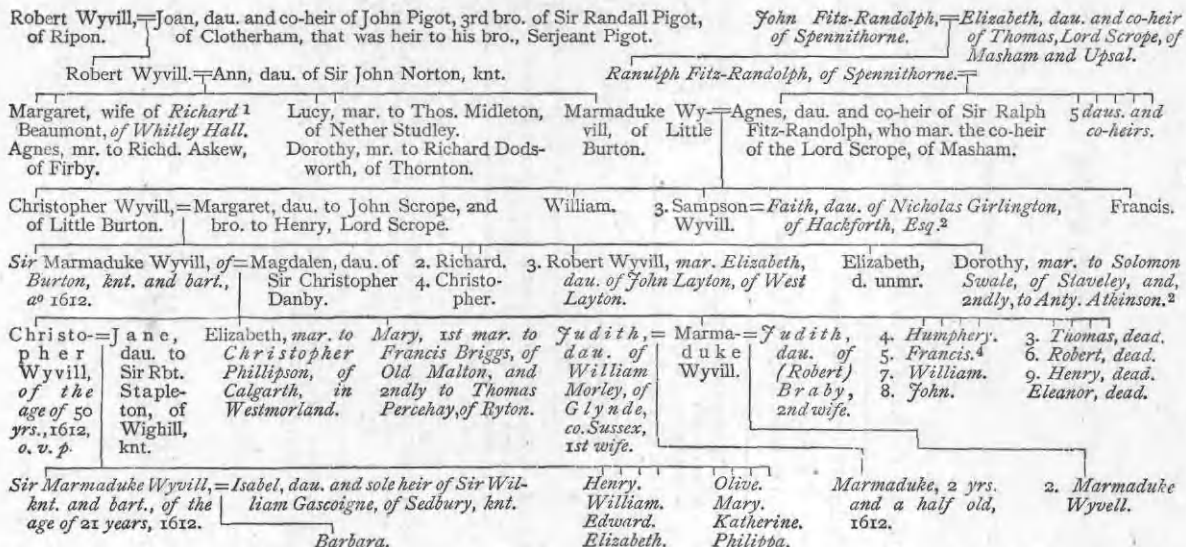 Robert Wyvill,=Joan, dau. and co-heir of John Pigot, 3rd bro. of Sir Randall Pigot,
of Ripon.
of Clotherham, that was heir to his bro., Serjeant Pigot.
John Fitz-Randolph,=Elizabeth, dau. and co-heir
of Spennithorne.
of Thomas, Lord Scrope, of
Masham and Upsal.
Robert Wyvill.=Ann, dau. of Sir John Norton, knt.
Ranulph Fitz-Randolph, of Spennithorne.=
Margaret, wife of Richard 1
Beaumont, of Whitley Hall.
Agnes, mr. to Richd. Askew,
of Firby.
Lucy, mar. to Thos. Midleton,
of Nether Studley.
Dorothy, mr. to Richard Dods-
worth, of Thornton.
Marmaduke Wy-=Agnes, dau. and co-heir of Sir Ralph
vill, of Little
Burton.
Fitz-Randolph, who mar. the co-heir
of the Lord Scrope, of Masham.
5 daus. and
co-heirs.
Christopher Wyvill,=Margaret, dau. to John Scrope, 2nd
of Little Burton.
bro. to Henry, Lord Scrope.
William.
3. Sampson=Faith, dau. of Nicholas Girlington,
Wyvill.
of Hackforth, Esq.2
Francis.
Sir Marmaduke Wyvill, of=Magdalen, dau. of
Burton, knt. and bart.,
ao 1612.
Sir Christopher
Danby.
2. Richard.
4. Christo-
pher.
3. Robert Wyvill, mar. Elizabeth,
dau. of John Layton, of West
Layton.
Elizabeth,
d. unmr.
Dorothy, mar. to Solomon
Swale, of Staveley, and,
2ndly, to Anty. Atkinson.2
Christo-=Jane,
pher
Wyvill,
of the
age of 50
yrs., 1612,
o. v. p.
dau. to
Sir Rbt.
Staple-
ton, of
Wighill,
knt.
Elizabeth, mar. to
Christopher
Phillipson, of
Calgarth, in
Westmorland.
Mary, 1st mar. to
Francis Briggs, of
Old Malton, and
2ndly to Thomas
Percehay, of Ryton.
Judith,=
dau. of
William
Morley, of
Glynde,
co. Sussex,
1st wife.
Marma-=
duke
Wyvill.
Judith,
dau. of
(Robert)
Braby,
2nd wife.
4. Humphery.
5. Francis.4
7. William.
8. John.
3. Thomas, dead.
6. Robert, dead.
9. Henry, dead.
Eleanor, dead.
Sir Marmaduke Wyvill,=Isabel, dau. and sole heir of Sir Wil-
knt. and bart., of the
age of 21 years, 1612.
liam Gascoigne, of Sedbury, knt.
Barbara.
Henry.
William.
Edward.
Elizabeth.
Olive.
Mary.
Katherine.
Philippa.
Marmaduke, 2 yrs.
and a half old,
1612.
2. Marmaduke
Wyvell.